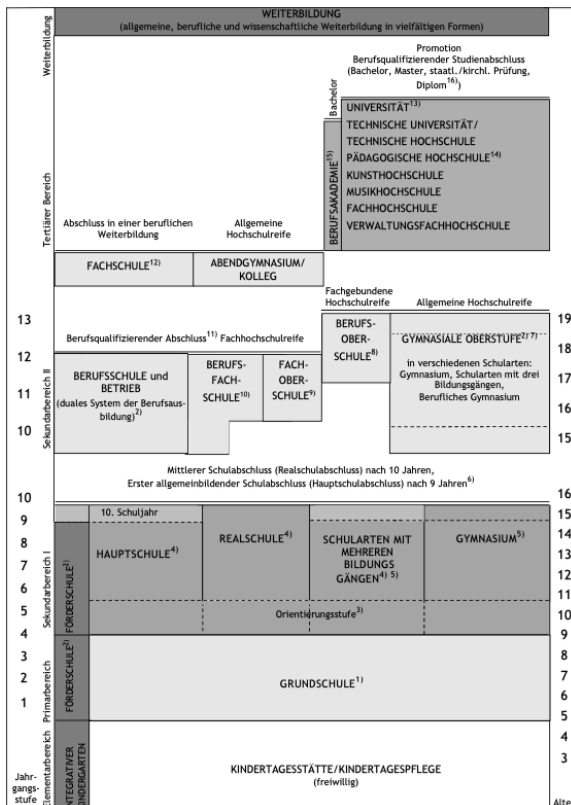 WEITERBILDUNG
(allgemeine, berufliche und wissenschaftliche Weiterbildung in vielfältigen Formen)
Weiterbildung
Promotion
Berufsqualifizierender Studienabschluss
(Bachelor, Master, staatl./kirchl. Prüfung,
Diplom16))
Bachelor
Tertiärer Bereich
BERUFSAKADEMIE15)
UNIVERSITÄT13)
TECHNISCHE UNIVERSITÄT/
TECHNISCHE HOCHSCHULE
PÄDAGOGISCHE HOCHSCHULE14)
KUNSTHOCHSCHULE
MUSIKHOCHSCHULE
FACHHOCHSCHULE
VERWALTUNGSFACHHOCHSCHULE
Abschluss in einer beruflichen
Weiterbildung
Allgemeine
Hochschulreife
FACHSCHULE12)
ABENDGYMNASIUM/
KOLLEG
Fachgebundene
Hochschulreife
Allgemeine Hochschulreife
13
12
11
10
Sekundarbereich II
Berufsqualifizierender Abschluss11) Fachhochschulreife
BERUFSSCHULE und
BETRIEB
(duales System der Berufsaus-
bildung)2)
BERUFS-
FACH-
SCHULE10)
FACH-
OBER-
SCHULE9)
BERUFS-
OBER-
SCHULE8)
GYMNASIALE OBERSTUFE2) 7)
in verschiedenen Schularten:
Gymnasium, Schularten mit drei
Bildungsgängen,
Berufliches Gymnasium
19
18
17
16
15
Mittlerer Schulabschluss (Realschulabschluss) nach 10 Jahren,
Erster allgemeinbildender Schulabschluss (Hauptschulabschluss) nach 9 Jahren6)
10
9
8
7
6
5
4
3
2
1
Sekundarbereich I
FÖRDERSCHULE2)
10. Schuljahr
HAUPTSCHULE4)
REALSCHULE4)
SCHULARTEN MIT
MEHREREN
BILDUNGS
GÄNGEN4) 5)
GYMNASIUM5)
Orientierungsstufe3)
16
15
14
13
12
11
10
9
8
7
6
5
4
3
Primarbereich
FÖRDERSCHULE2)
GRUNDSCHULE1)
Elementarbereich
INTEGRATIVER
KINDERGARTEN
KINDERTAGESSTÄTTE/KINDERTAGESPFLEGE
(freiwillig)
Jahr-
gangs-
stufe
Alte